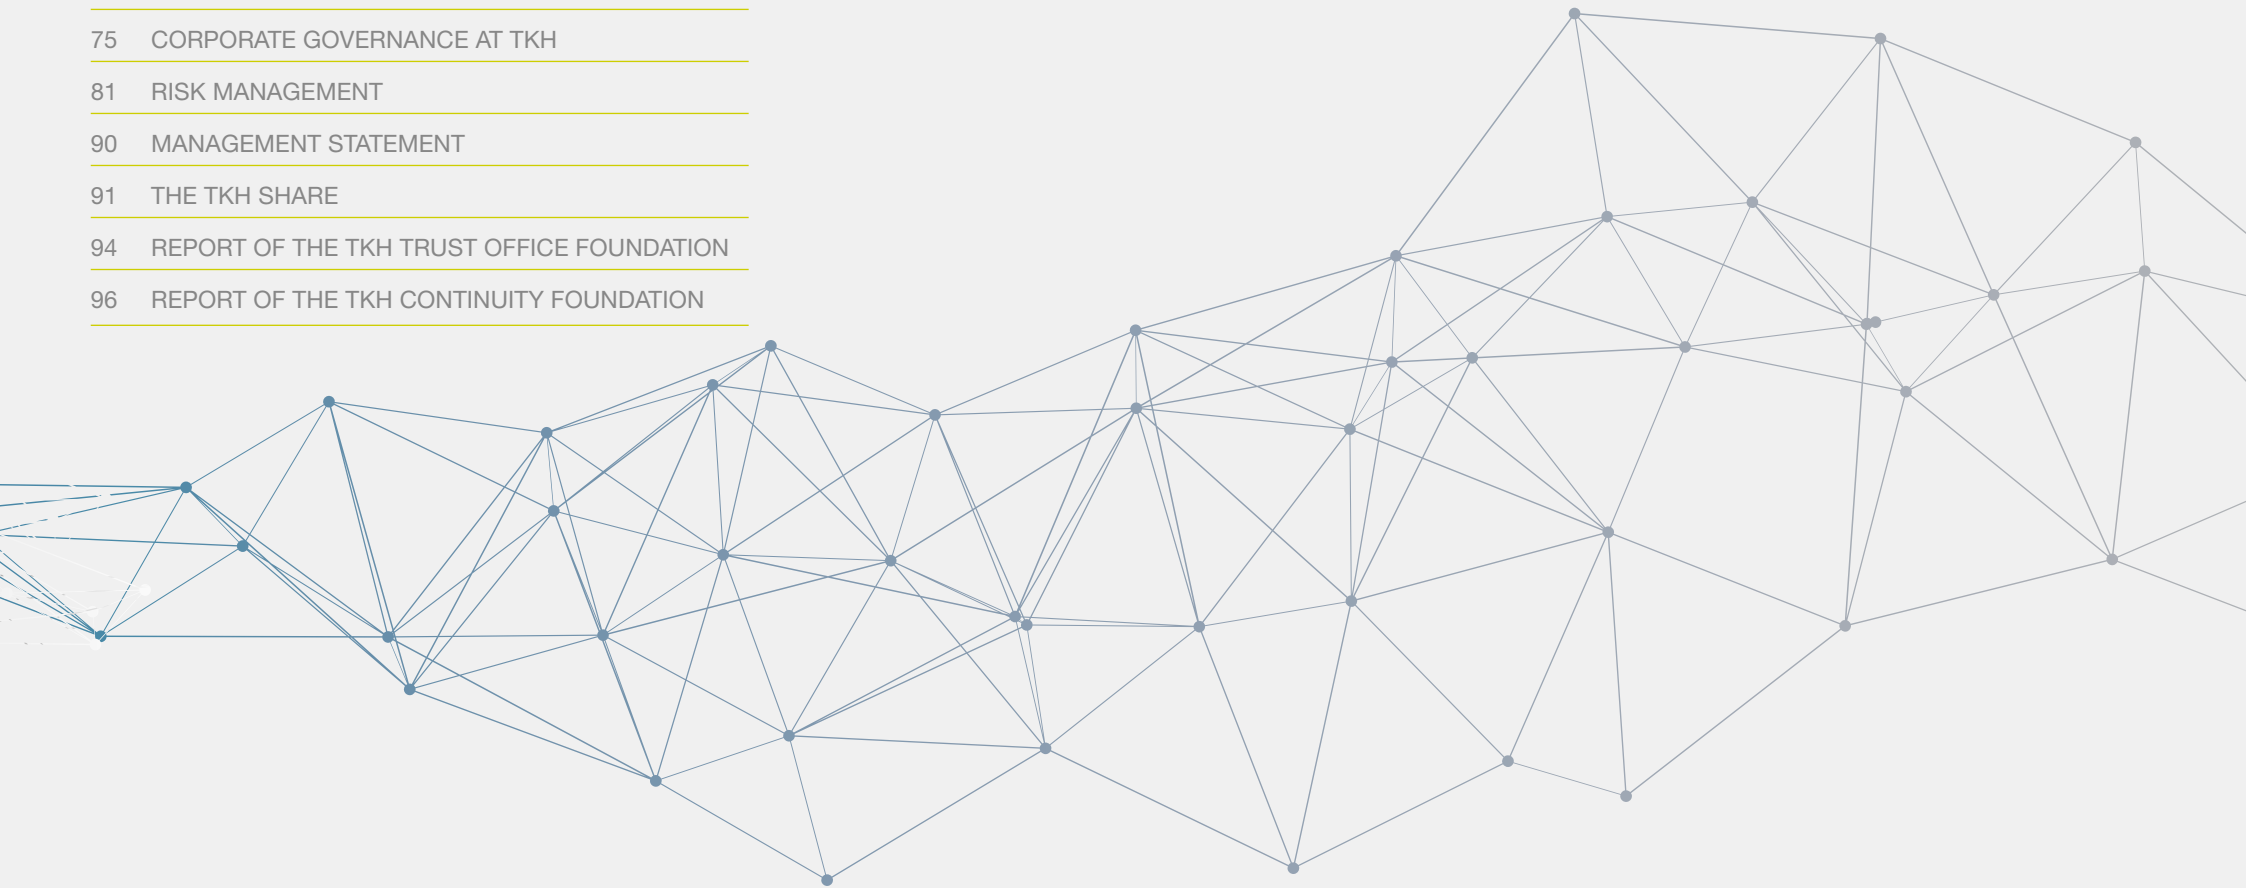 75 CORPORATE GOVERNANCE AT TKH
81 RISK MANAGEMENT
90 MANAGEMENT STATEMENT
91 THE TKH SHARE
94 REPORT OF THE TKH TRUST OFFICE FOUNDATION
96 REPORT OF THE TKH CONTINUITY FOUNDATION